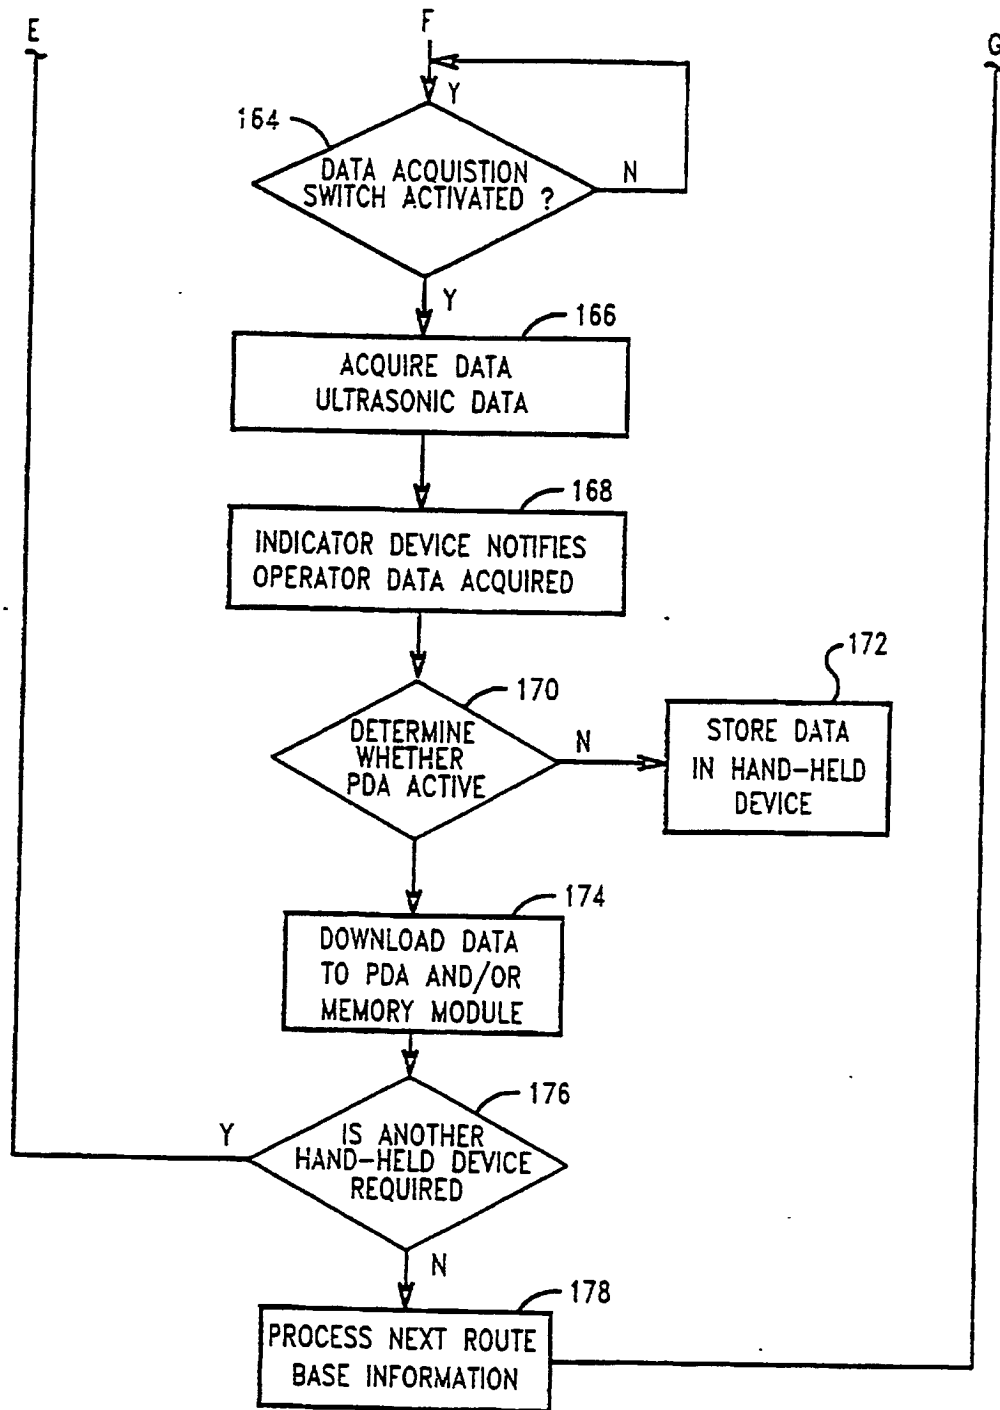 E
F
G
Y
164
DATA ACQUISTION
SWITCH ACTIVATED ?
N
Y
166
ACQUIRE DATA
ULTRASONIC DATA
168
INDICATOR DEVICE NOTIFIES
OPERATOR DATA ACQUIRED
170
DETERMINE
WHETHER
PDA ACTIVE
N
172
STORE DATA
IN HAND-HELD
DEVICE
174
DOWNLOAD DATA
TO PDA AND/OR
MEMORY MODULE
176
Y
IS ANOTHER
HAND-HELD DEVICE
REQUIRED
N
178
PROCESS NEXT ROUTE
BASE INFORMATION